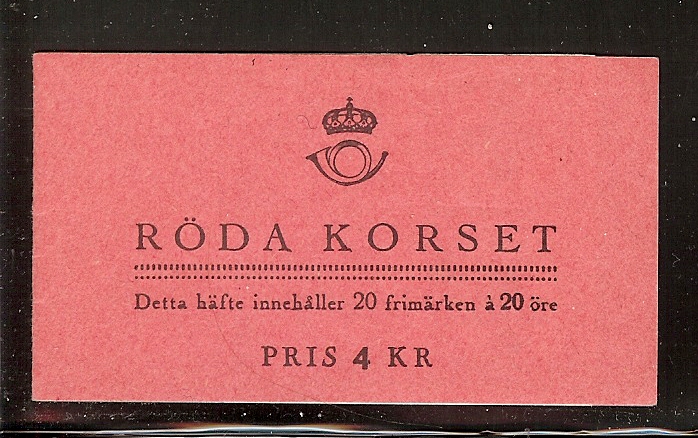 RÖDA KORSET
Detta häfte innehåller 20 frimärken à 20 öre
PRIS 4 KR